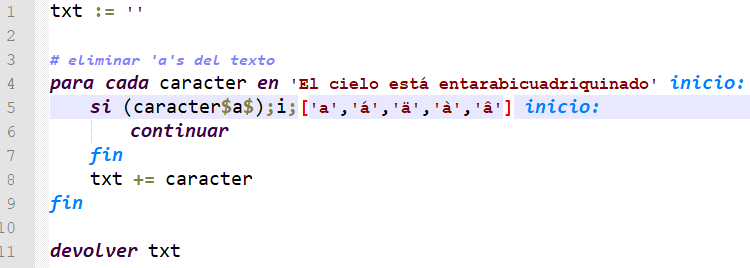 1 txt := ''
2
3 # eliminar 'a's del texto
4 para cada caracter en 'El cielo está entarabicuadriquinado' inicio:
5 si (caracter$a$);i;['a','á','ä','à','â'] inicio:
6 continuar
7 fin
8 txt += caracter
9 fin
10
11 devolver txt